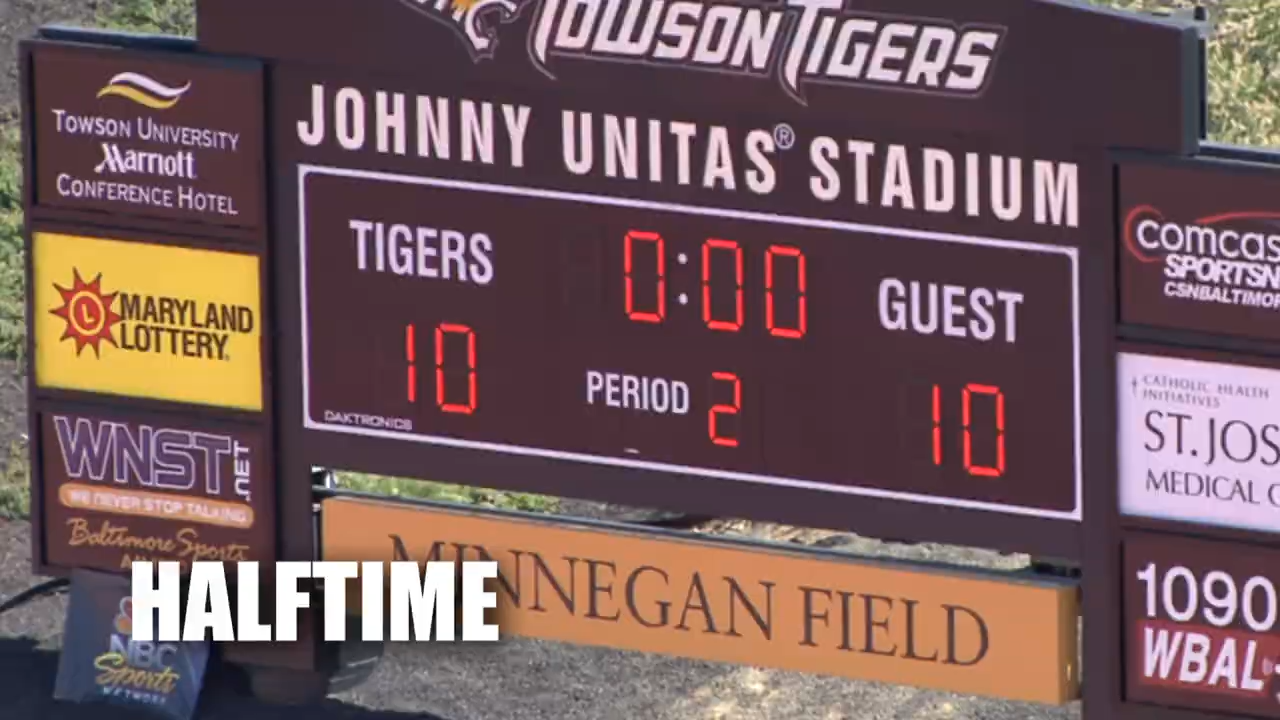 TOWSON TIGERS
JOHNNY UNITAS® STADIUM
TOWSON UNIVERSITY
Marriott
CONFERENCE HOTEL
MARYLAND
LOTTERY
WNST.NET
WE NEVER STOP TALKING
Baltimore Sports
TIGERS
0:00
GUEST
10
PERIOD 2
10
DAKTRONICS
MINNEGAN FIELD
HALFTIME
NBC
Sports
NETWORK
comcas
SPORTSN
CSNBALTIMOR
CATHOLIC HEALTH
INITIATIVES
ST. JOS
MEDICAL C
1090
WBAL